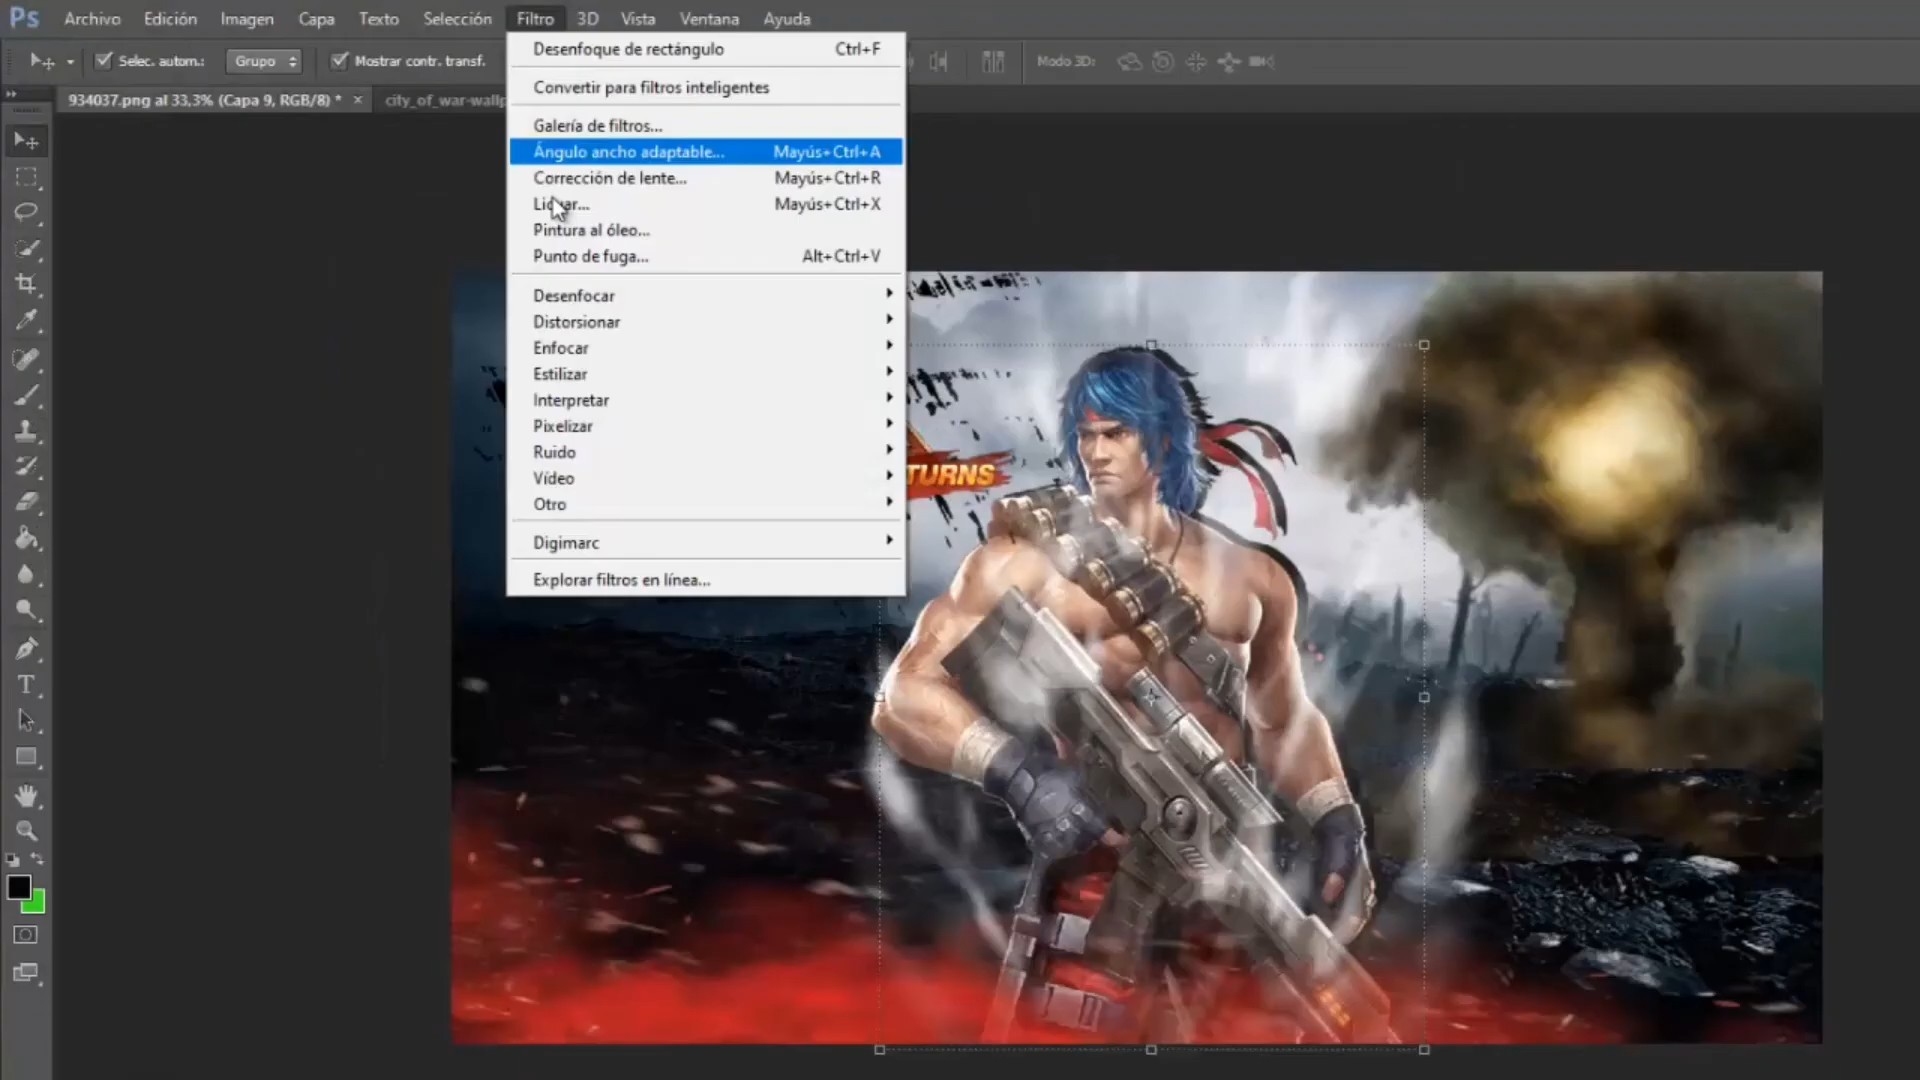 Ps Archivo Edición Imagen Capa Texto Selección Filtro 3D Vista Ventana Ayuda
Selec. autom.: Grupo Mostrar contr. transf. Modo 3D:
934037.png al 33,3% (Capa 9, RGB/8) * × city_of_war-wallp
Desenfoque de rectángulo Ctrl+F
Convertir para filtros inteligentes
Galería de filtros...
Ángulo ancho adaptable... Mayús+Ctrl+A
Corrección de lente... Mayús+Ctrl+R
Licuar... Mayús+Ctrl+X
Pintura al óleo...
Punto de fuga... Alt+Ctrl+V
Desenfocar
Distorsionar
Enfocar
Estilizar
Interpretar
Pixelizar
Ruido
Vídeo
Otro
Digimarc
Explorar filtros en línea...
TURNS